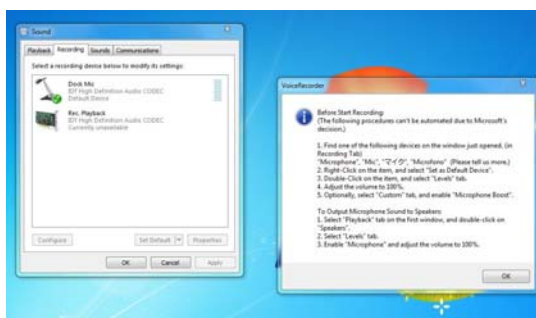 Sound
Playback Recording Sounds Communications
Select a recording device below to modify its settings:
Dock Mic
IDT High Definition Audio CODEC
Default Device
Rec. Playback
IDT High Definition Audio CODEC
Currently unavailable
Configure Set Default Properties
OK Cancel Apply
VoiceRecorder
Before Start Recording:
(The following procedures can't be automated due to Microsoft's
decision.)
1. Find one of the following devices on the window just opened. (in
Recording Tab)
"Microphone", "Mic", "マイク", "Microfono" (Please tell us more.)
2. Right-Click on the item, and select "Set as Default Device".
3. Double-Click on the item, and select "Levels" tab.
4. Adjust the volume to 100%.
5. Optionally, select "Custom" tab, and enable "Microphone Boost".
To Output Microphone Sound to Speakers:
1. Select "Playback" tab on the first window, and double-click on
"Speakers".
2. Select "Levels" tab.
3. Enable "Microphone" and adjust the volume to 100%.
OK